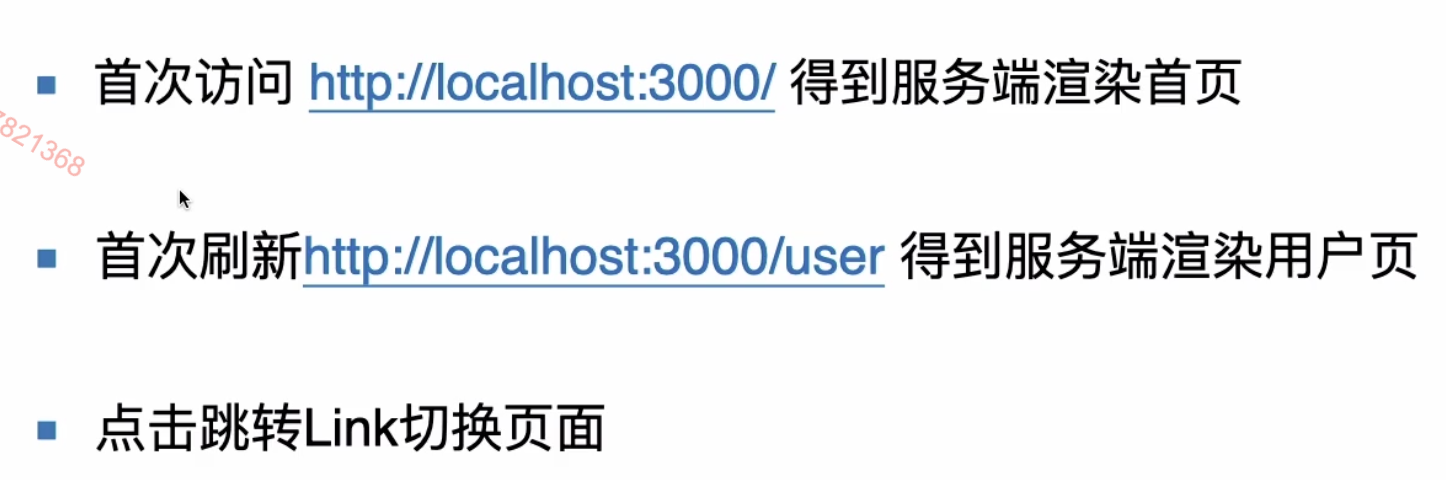 首次访问 http://localhost:3000/ 得到服务端渲染首页
821368
首次刷新http://localhost:3000/user 得到服务端渲染用户页
点击跳转Link切换页面